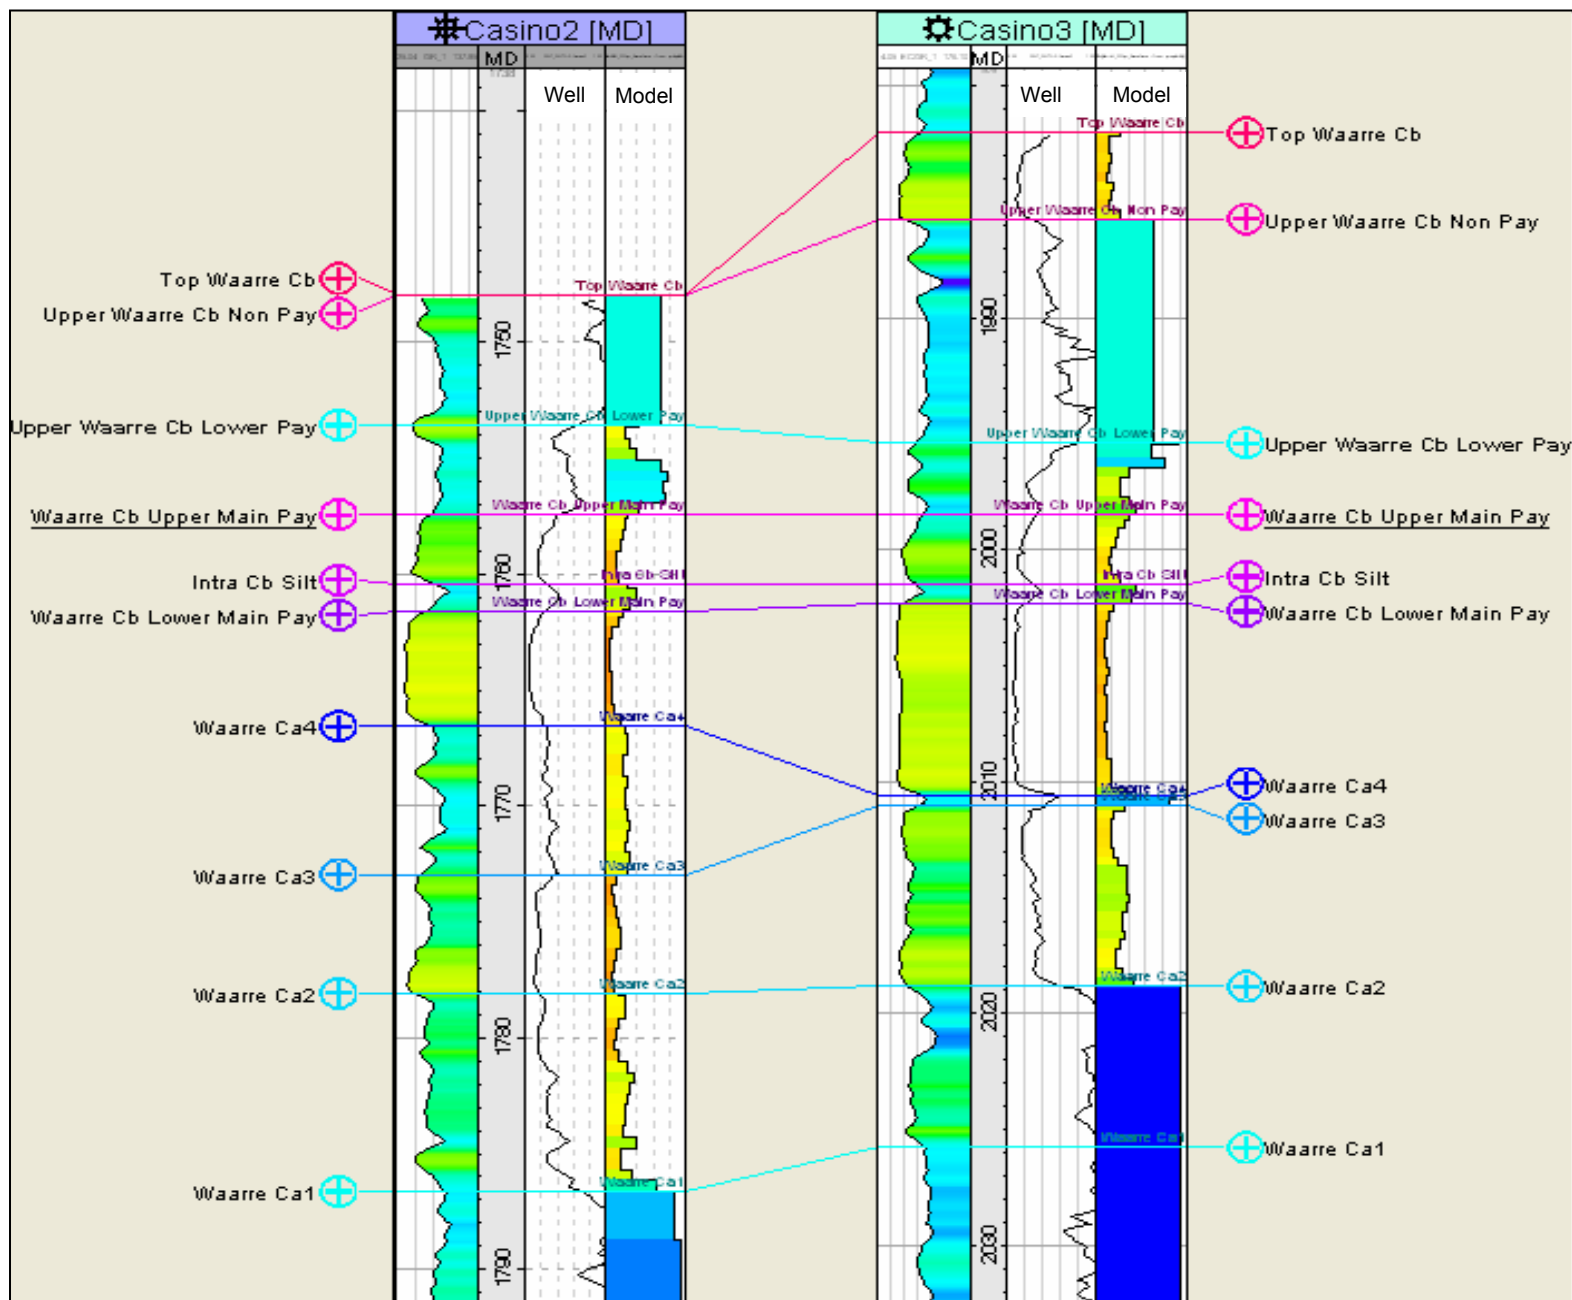 Casino2 [MD]
Casino3 [MD]
MD
MD
Well
Model
Well
Model
Top Waarre Cb
Top Waarre Cb
Upper Waarre Cb Non Pay
Upper Waarre Cb Non Pay
Top Waarre Cb
Top Waarre Cb
Upper Waarre Cb Non Pay
1750
1990
Upper Waarre Cb Lower Pay
Upper Waarre Cb Lower Pay
Upper Waarre Cb Lower Pay
Upper Waarre Cb Lower Pay
Waarre Cb Upper Main Pay
Waarre Cb Upper Main Pay
Waarre Cb Upper Main Pay
Waarre Cb Upper Main Pay
1760
2000
Intra Cb Silt
Intra Cb Silt
Intra Cb Silt
Intra Cb Silt
Waarre Cb Lower Main Pay
Waarre Cb Lower Main Pay
Waarre Cb Lower Main Pay
Waarre Cb Lower Main Pay
Waarre Ca4
Waarre Ca4
Waarre Ca4
Waarre Ca4
1770
2010
Waarre Ca3
Waarre Ca3
Waarre Ca3
Waarre Ca2
Waarre Ca2
Waarre Ca2
Waarre Ca2
1780
2020
Waarre Ca1
Waarre Ca1
Waarre Ca1
Waarre Ca1
1790
2030